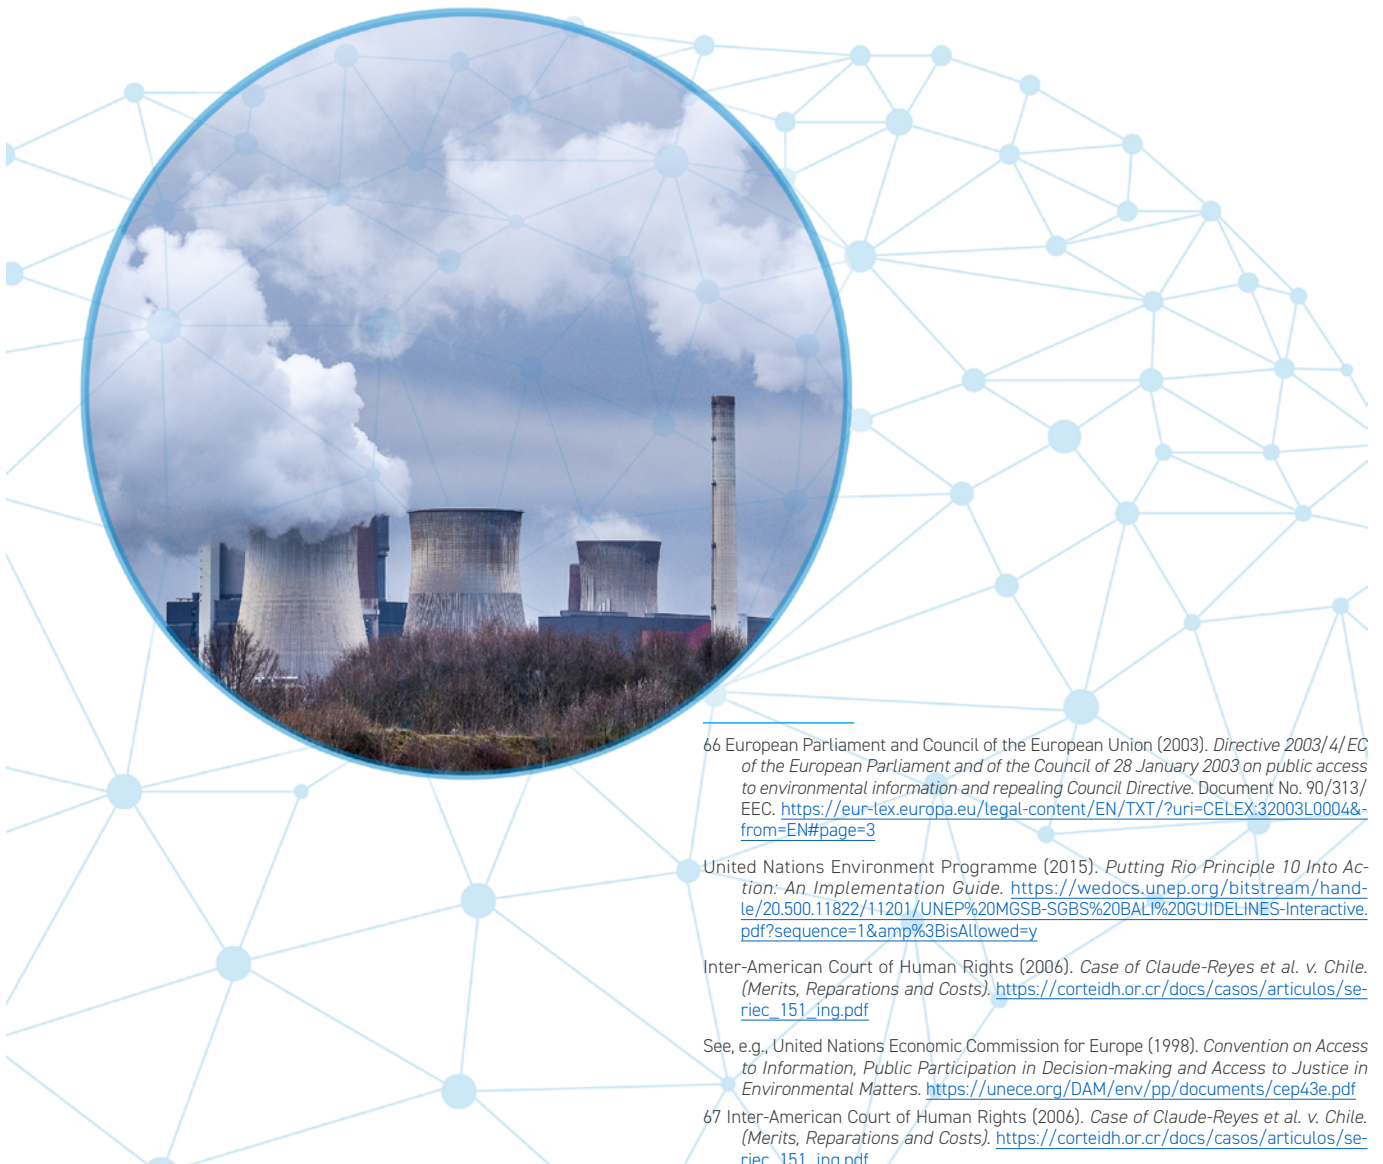 66 European Parliament and Council of the European Union (2003). Directive 2003/4/EC
of the European Parliament and of the Council of 28 January 2003 on public access
to environmental information and repealing Council Directive. Document No. 90/313/
EEC. https://eur-lex.europa.eu/legal-content/EN/TXT/?uri=CELEX:32003L0004&-
from=EN#page=3
United Nations Environment Programme (2015). Putting Rio Principle 10 Into Ac-
tion: An Implementation Guide. https://wedocs.unep.org/bitstream/hand-
le/20.500.11822/11201/UNEP%20MGSB-SGBS%20BALI%20GUIDELINES-Interactive.
pdf?sequence=1&amp%3BisAllowed=y
Inter-American Court of Human Rights (2006). Case of Claude-Reyes et al. v. Chile.
(Merits, Reparations and Costs). https://corteidh.or.cr/docs/casos/articulos/se-
riec_151_ing.pdf
See, e.g., United Nations Economic Commission for Europe (1998). Convention on Access
to Information, Public Participation in Decision-making and Access to Justice in
Environmental Matters. https://unece.org/DAM/env/pp/documents/cep43e.pdf
67 Inter-American Court of Human Rights (2006). Case of Claude-Reyes et al. v. Chile.
(Merits, Reparations and Costs). https://corteidh.or.cr/docs/casos/articulos/se-
riec_151_ing.pdf